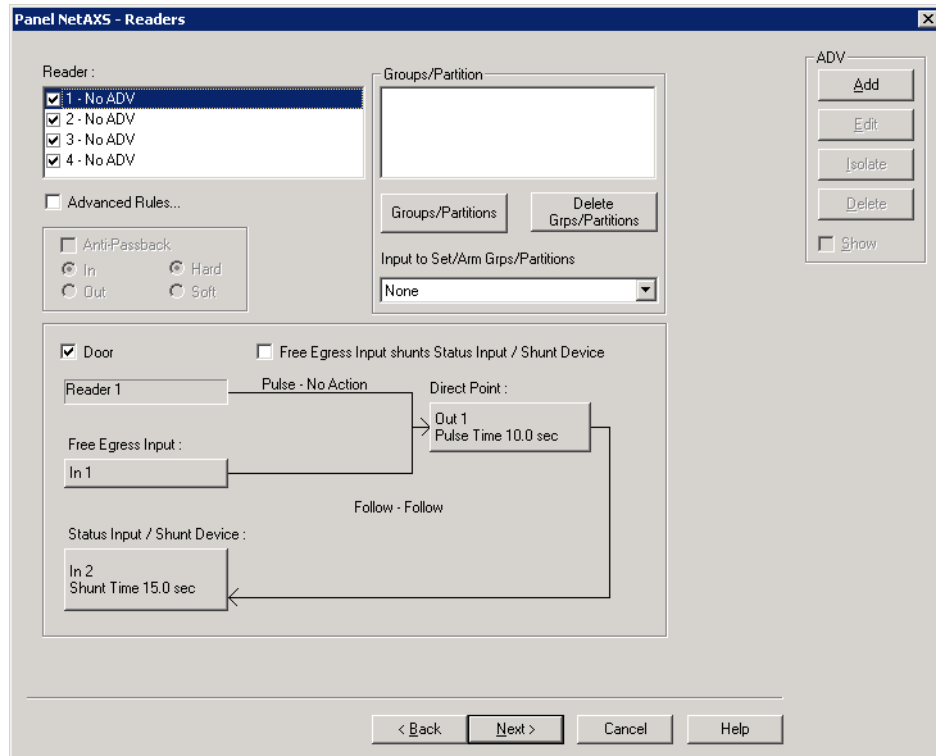 Panel NetAXS - Readers
Reader :
1 - No ADV
2 - No ADV
3 - No ADV
4 - No ADV
Advanced Rules...
Anti-Passback
In
Hard
Out
Soft
Groups/Partition
Groups/Partitions
Delete
Grps/Partitions
Input to Set/Arm Grps/Partitions
None
ADV
Add
Edit
Isolate
Delete
Show
Door
Free Egress Input shunts Status Input / Shunt Device
Reader 1
Pulse - No Action
Direct Point :
Out 1
Pulse Time 10.0 sec
Free Egress Input :
In 1
Follow - Follow
Status Input / Shunt Device :
In 2
Shunt Time 15.0 sec
< Back
Next >
Cancel
Help